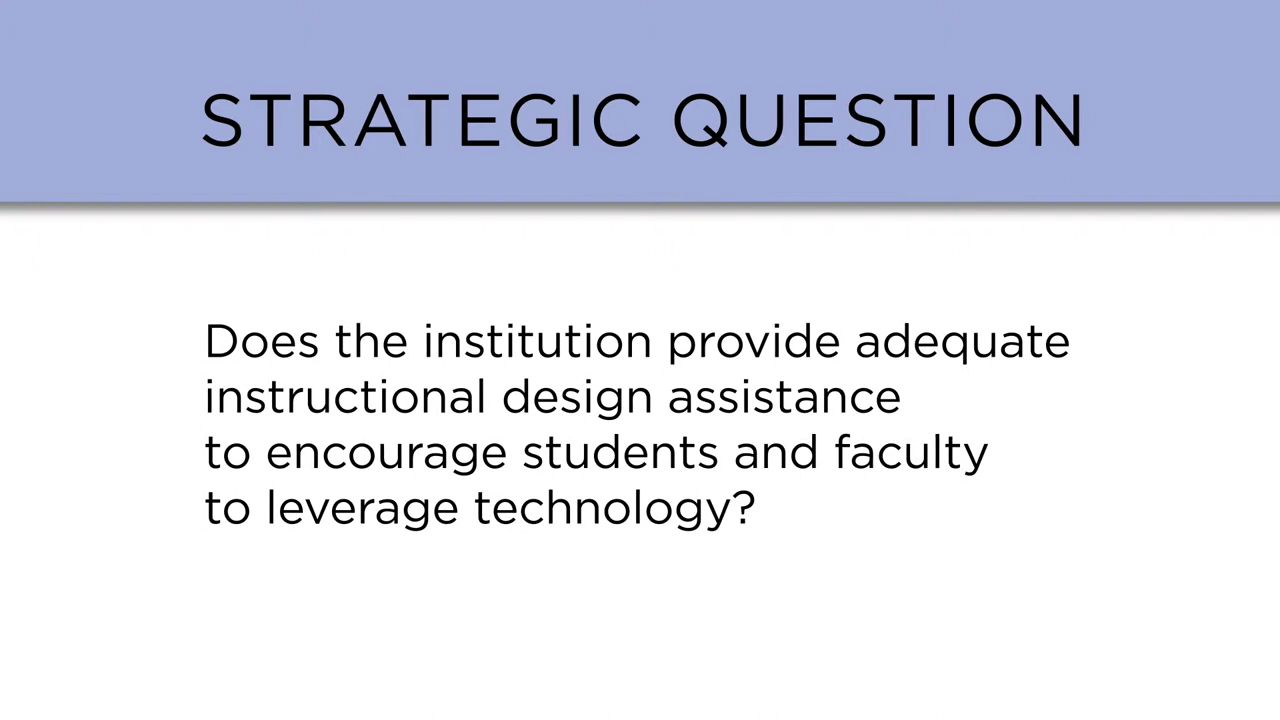 STRATEGIC QUESTION
Does the institution provide adequate
instructional design assistance
to encourage students and faculty
to leverage technology?